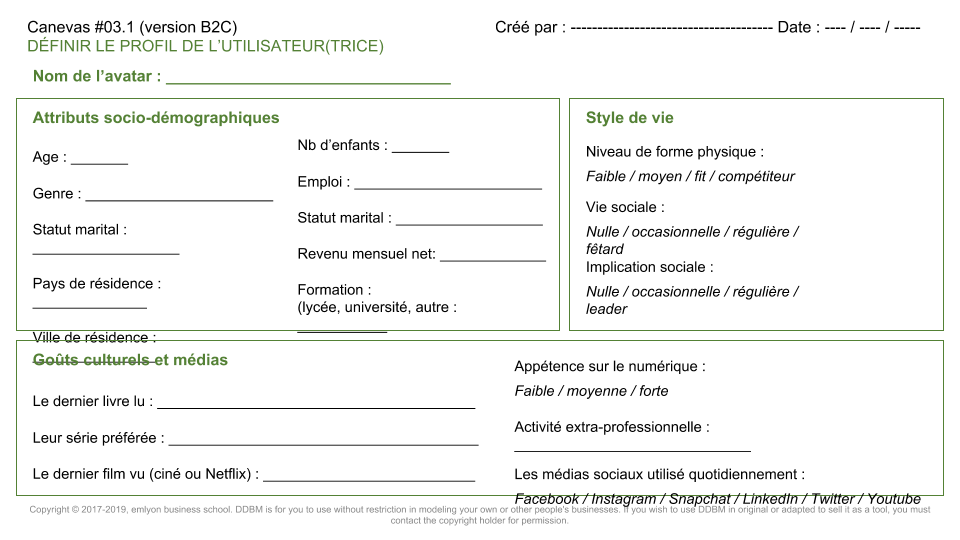 Canevas #03.1 (version B2C)
Créé par : -------------------------------------- Date : ---- / ---- / -----
DÉFINIR LE PROFIL DE L’UTILISATEUR(TRICE)
Nom de l’avatar : ________________________________
Attributs socio-démographiques
Age : _______
Genre : _______________________
Statut marital :
__________________
Pays de résidence :
______________
Ville de résidence :
Nb d’enfants : _______
Emploi : _______________________
Statut marital : __________________
Revenu mensuel net: _____________
Formation :
(lycée, université, autre :
___________
Style de vie
Niveau de forme physique :
Faible / moyen / fit / compétiteur
Vie sociale :
Nulle / occasionnelle / régulière /
fêtard
Implication sociale :
Nulle / occasionnelle / régulière /
leader
Goûts culturels et médias
Le dernier livre lu : _______________________________________
Leur série préférée : ______________________________________
Le dernier film vu (ciné ou Netflix) : __________________________
Appétence sur le numérique :
Faible / moyenne / forte
Activité extra-professionnelle :
_____________________________
Les médias sociaux utilisé quotidiennement :
Facebook / Instagram / Snapchat / LinkedIn / Twitter / Youtube
Copyright © 2017-2019, emlyon business school. DDBM is for you to use without restriction in modeling your own or other people's businesses. If you wish to use DDBM in original or adapted to sell it as a tool, you must
contact the copyright holder for permission.